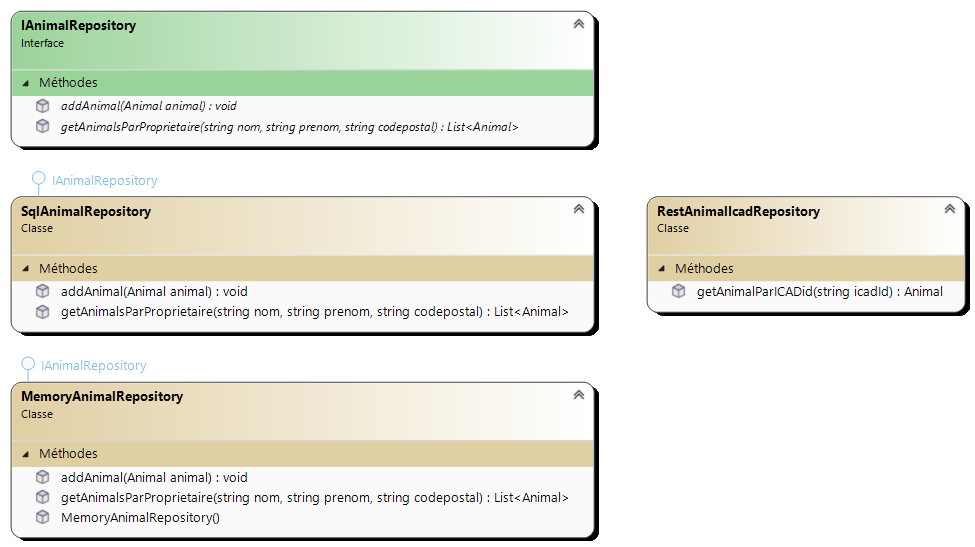 IAnimalRepository
Interface
Méthodes
addAnimal(Animal animal) : void
getAnimalsParProprietaire(string nom, string prenom, string codepostal) : List<Animal>
IAnimalRepository
SqlAnimalRepository
Classe
Méthodes
addAnimal(Animal animal) : void
getAnimalsParProprietaire(string nom, string prenom, string codepostal) : List<Animal>
RestAnimalIcadRepository
Classe
Méthodes
getAnimalParICADid(string icadId) : Animal
IAnimalRepository
MemoryAnimalRepository
Classe
Méthodes
addAnimal(Animal animal) : void
getAnimalsParProprietaire(string nom, string prenom, string codepostal) : List<Animal>
MemoryAnimalRepository()